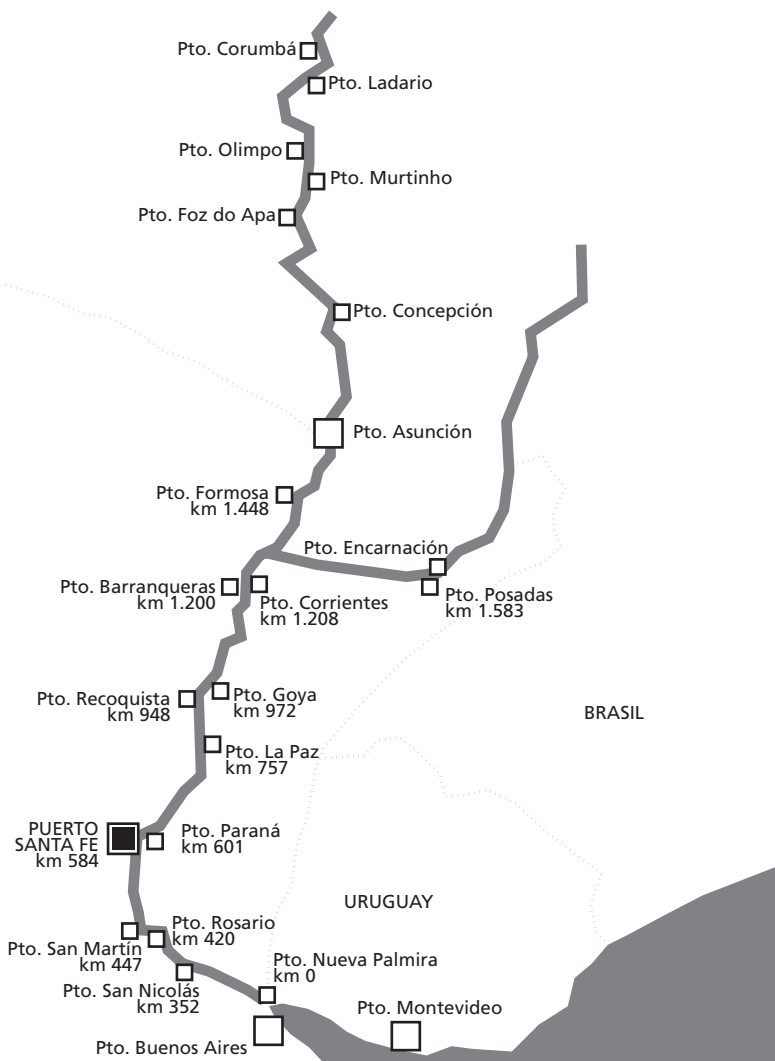 Pto. Corumbá
Pto. Ladario
Pto. Olimpo
Pto. Murtinho
Pto. Foz do Apa
Pto. Concepción
Pto. Asunción
Pto. Formosa
km 1.448
Pto. Encarnación
Pto. Barranqueras
km 1.200
Pto. Corrientes
km 1.208
Pto. Posadas
km 1.583
Pto. Recoquista
km 948
Pto. Goya
km 972
BRASIL
Pto. La Paz
km 757
PUERTO
SANTA FE
km 584
Pto. Paraná
km 601
URUGUAY
Pto. Rosario
km 420
Pto. San Martín
km 447
Pto. Nueva Palmira
km 0
Pto. San Nicolás
km 352
Pto. Montevideo
Pto. Buenos Aires